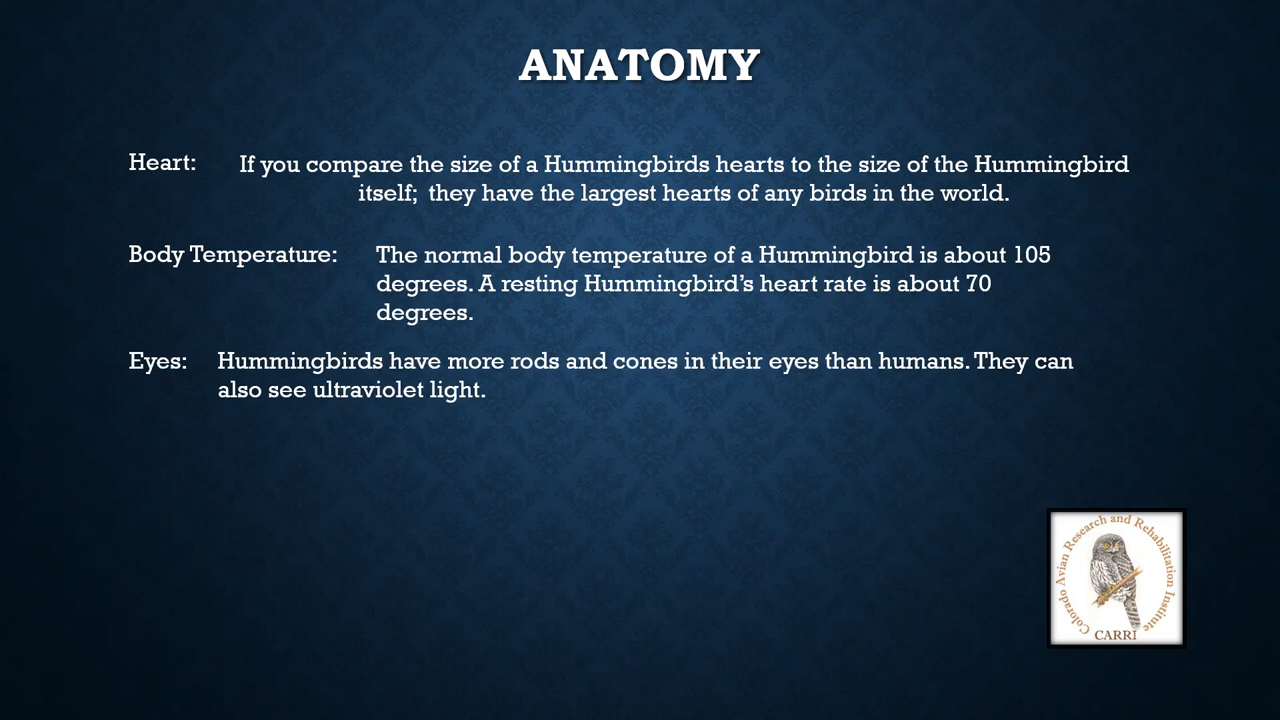 ANATOMY
Heart: If you compare the size of a Hummingbirds hearts to the size of the Hummingbird
itself; they have the largest hearts of any birds in the world.
Body Temperature: The normal body temperature of a Hummingbird is about 105
degrees. A resting Hummingbird’s heart rate is about 70
degrees.
Eyes: Hummingbirds have more rods and cones in their eyes than humans. They can
also see ultraviolet light.
Colorado Avian Research and Rehabilitation Institute
CARRI